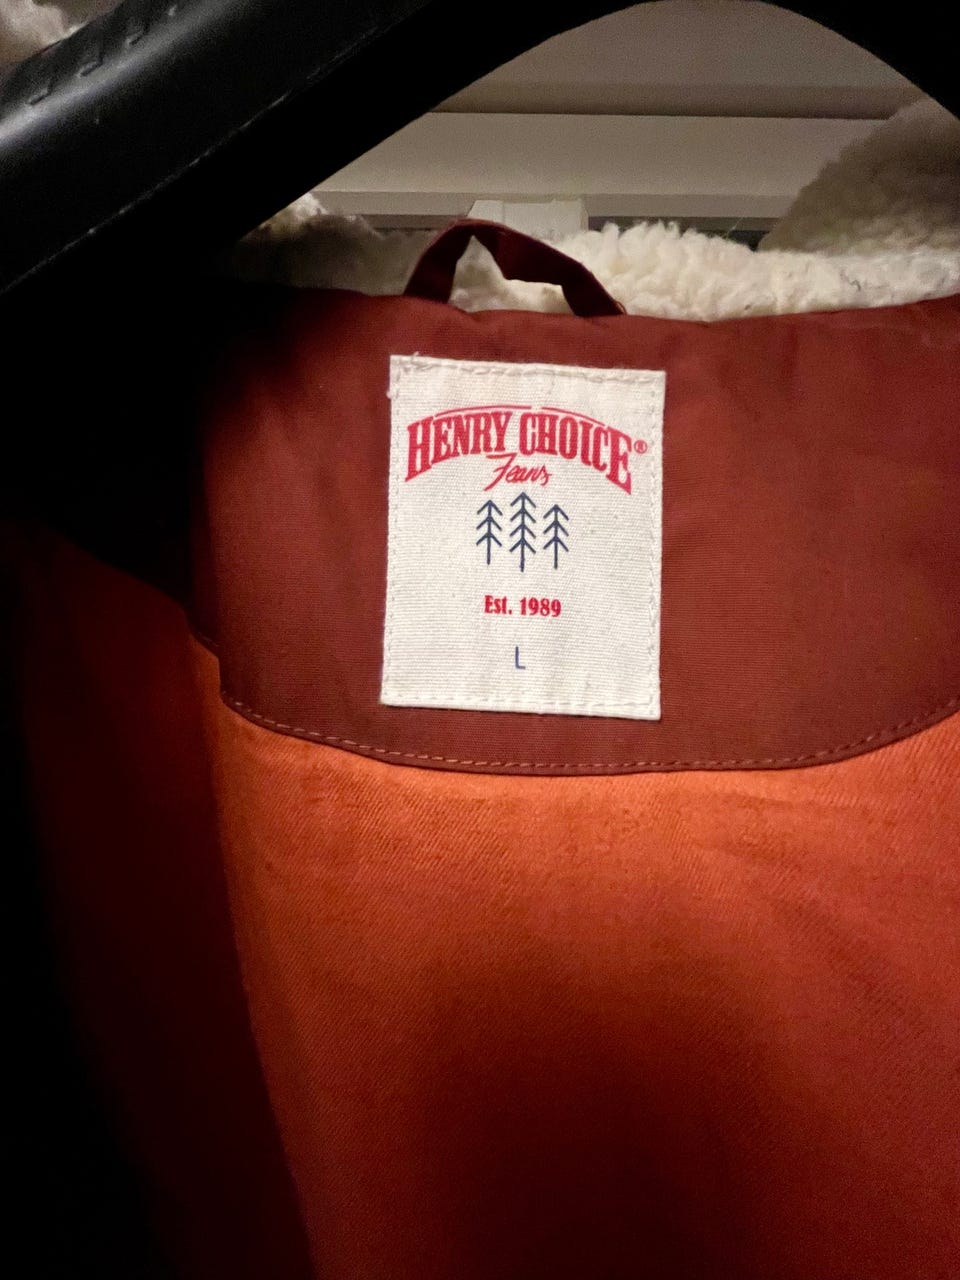 HENRY CHOICE®
Jeans
Est. 1989
L